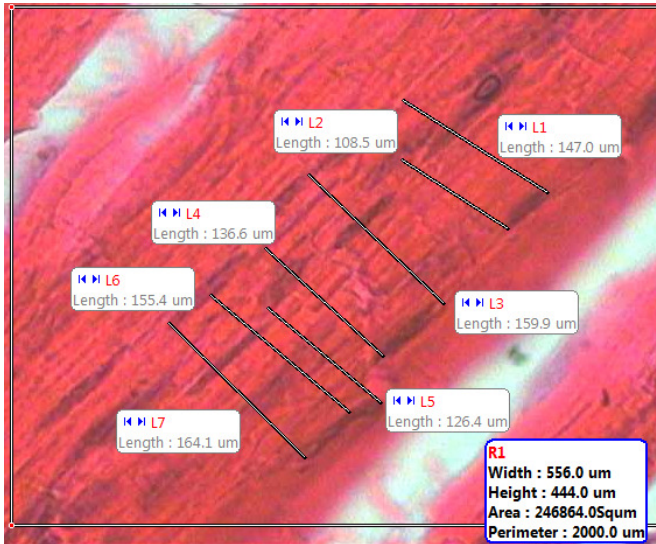 L2
Length : 108.5 um
L1
Length : 147.0 um
L4
Length : 136.6 um
L6
Length : 155.4 um
L3
Length : 159.9 um
L5
Length : 126.4 um
L7
Length : 164.1 um
R1
Width : 556.0 um
Height : 444.0 um
Area : 246864.0Squm
Perimeter : 2000.0 um